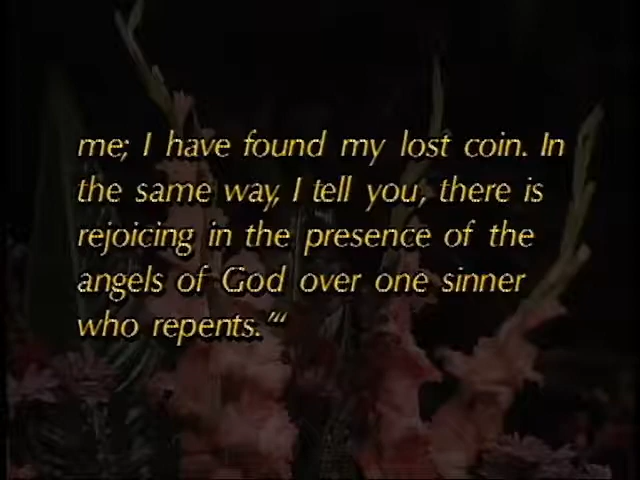 me; I have found my lost coin. In
the same way, I tell you, there is
rejoicing in the presence of the
angels of God over one sinner
who repents.'"